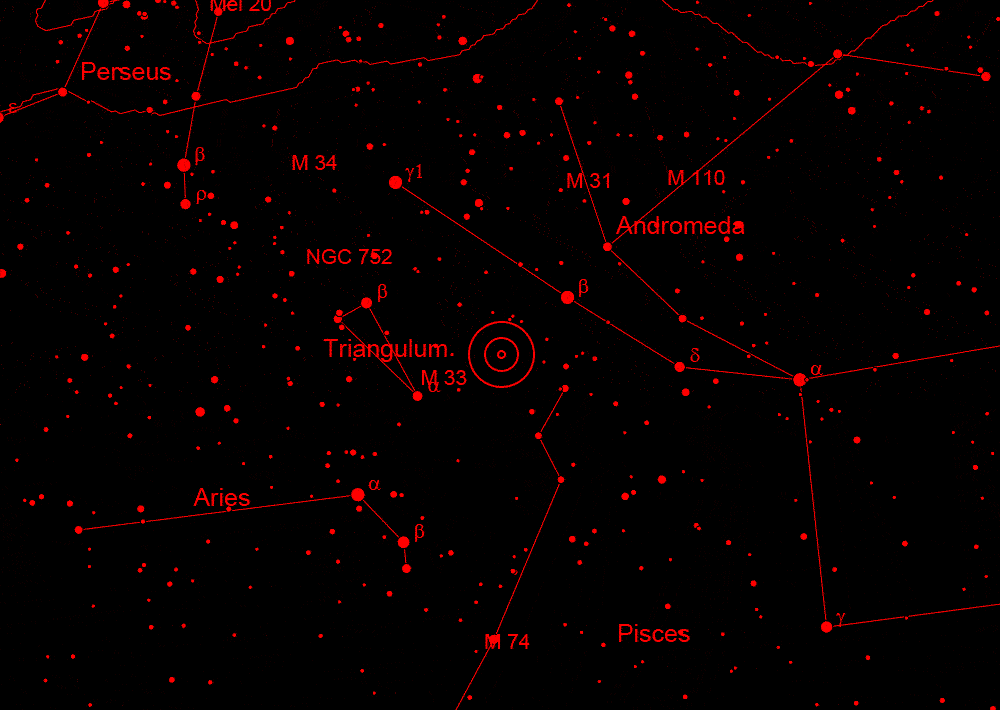 Mel 20
Perseus
ε
β
M 34
γ1
M 31
M 110
ρ
Andromeda
NGC 752
β
β
Triangulum
δ
M 33
α
α
α
Aries
β
γ
M 74
Pisces